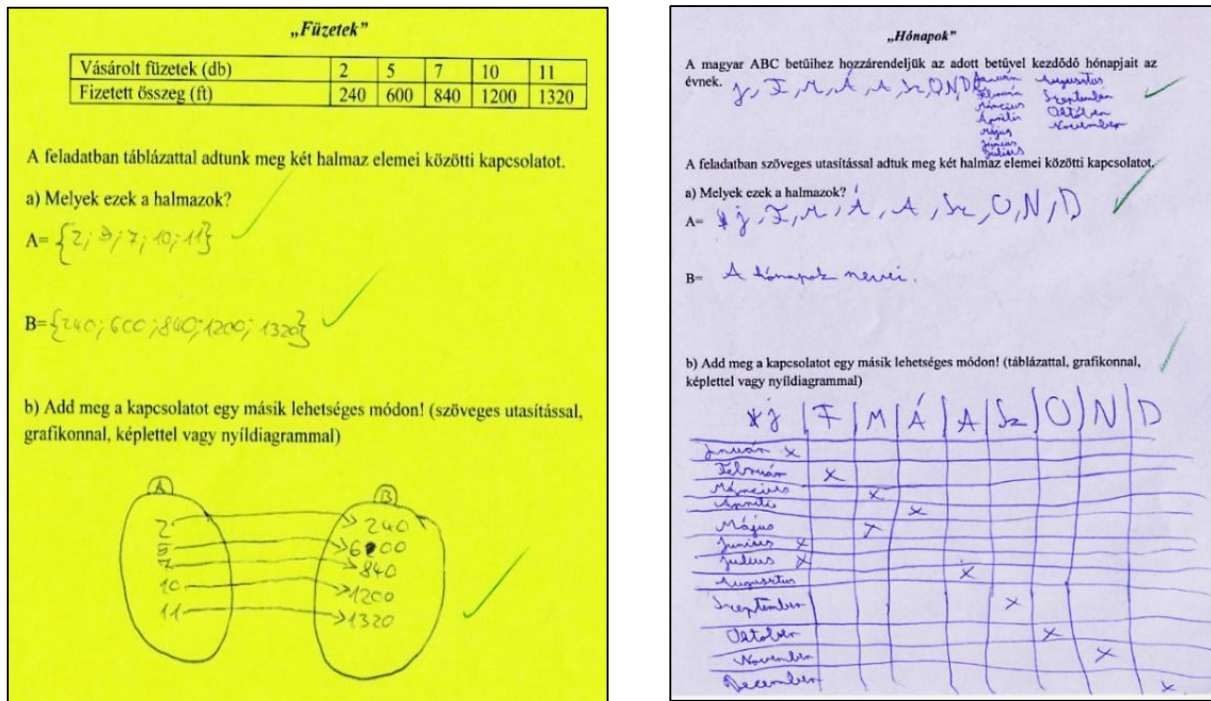 „Füzetek”
Vásárolt füzetek (db) 2 5 7 10 11
Fizetett összeg (ft) 240 600 840 1200 1320
A feladatban táblázattal adtunk meg két halmaz elemei közötti kapcsolatot.
a) Melyek ezek a halmazok?
A= {2; 5; 7; 10; 11}
B={240; 600; 840; 1200; 1320}
b) Add meg a kapcsolatot egy másik lehetséges módon! (szöveges utasítással,
grafikonnal, képlettel vagy nyíldiagrammal)
A B
2 240
5 600
7 840
10 1200
11 1320
„Hónapok”
A magyar ABC betűihez hozzárendeljük az adott betűvel kezdődő hónapjait az
évnek. J, F, M, Á, A, Sz, O, N, D
Január Augusztus
Február Szeptember
Március Október
Április November
Május
Június
Július
A feladatban szöveges utasítással adtuk meg két halmaz elemei közötti kapcsolatot.
a) Melyek ezek a halmazok?
A= J, F, M, Á, A, Sz, O, N, D
B= A hónapok nevei.
b) Add meg a kapcsolatot egy másik lehetséges módon! (táblázattal, grafikonnal,
képlettel vagy nyíldiagrammal)
J F M Á A Sz O N D
Január x
Február x
Március x
Április x
Május x
Június x
Július x
Augusztus x
Szeptember x
Október x
November x
December x